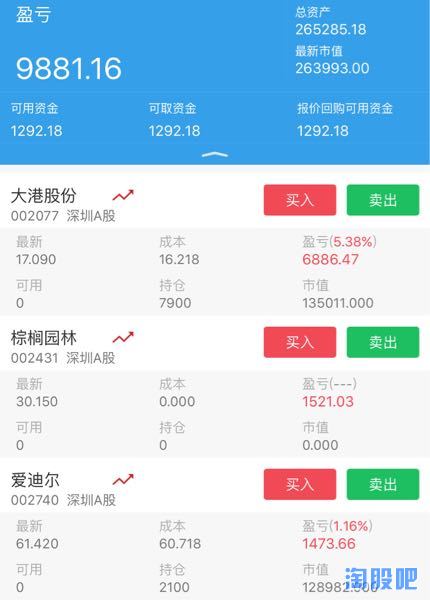 盈亏
9881.16
总资产
265285.18
最新市值
263993.00
可用资金 可取资金 报价回购可用资金
1292.18 1292.18 1292.18
大港股份 买入 卖出
002077 深圳A股
最新 成本 盈亏(5.38%)
17.090 16.218 6886.47
可用 持仓 市值
0 7900 135011.000
棕榈园林 买入 卖出
002431 深圳A股
最新 成本 盈亏(---)
30.150 0.000 1521.03
可用 持仓 市值
0 0 0.000
爱迪尔 买入 卖出
002740 深圳A股
最新 成本 盈亏(1.16%)
61.420 60.718 1473.66
可用 持仓 市值
0 2100 128982.000
淘股吧